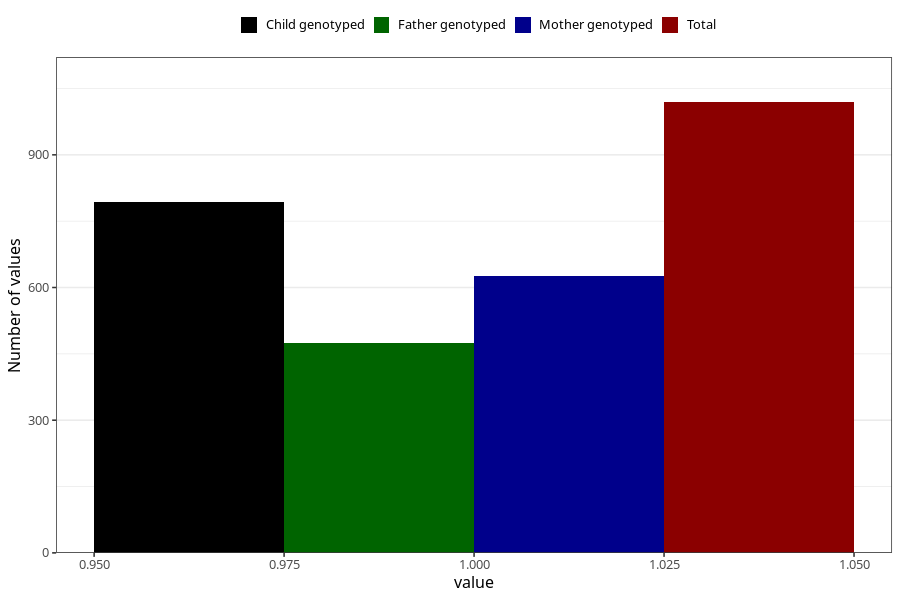 Child genotyped Father genotyped Mother genotyped Total
Number of values
900
600
300
0
0.950 0.975 1.000 1.025 1.050
value